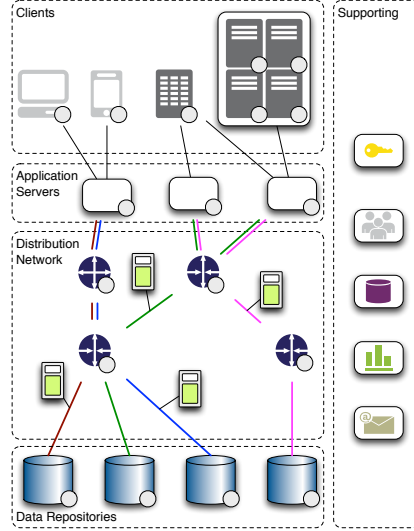 Clients
Supporting
Application
Servers
Distribution
Network
@
Data Repositories